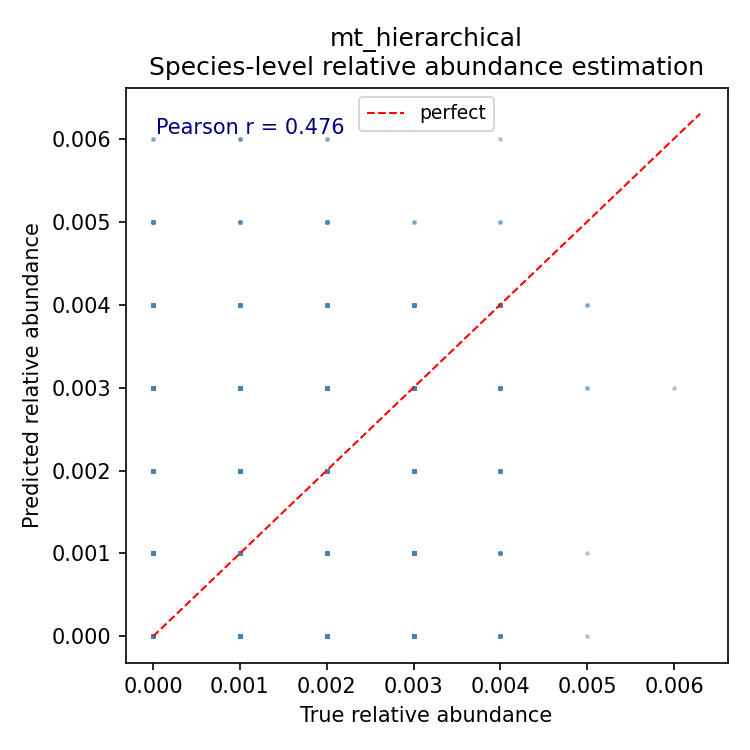 mt_hierarchical
Species-level relative abundance estimation
Pearson r = 0.476
perfect
0.006
0.005
0.004
0.003
0.002
0.001
0.000
Predicted relative abundance
0.000 0.001 0.002 0.003 0.004 0.005 0.006
True relative abundance